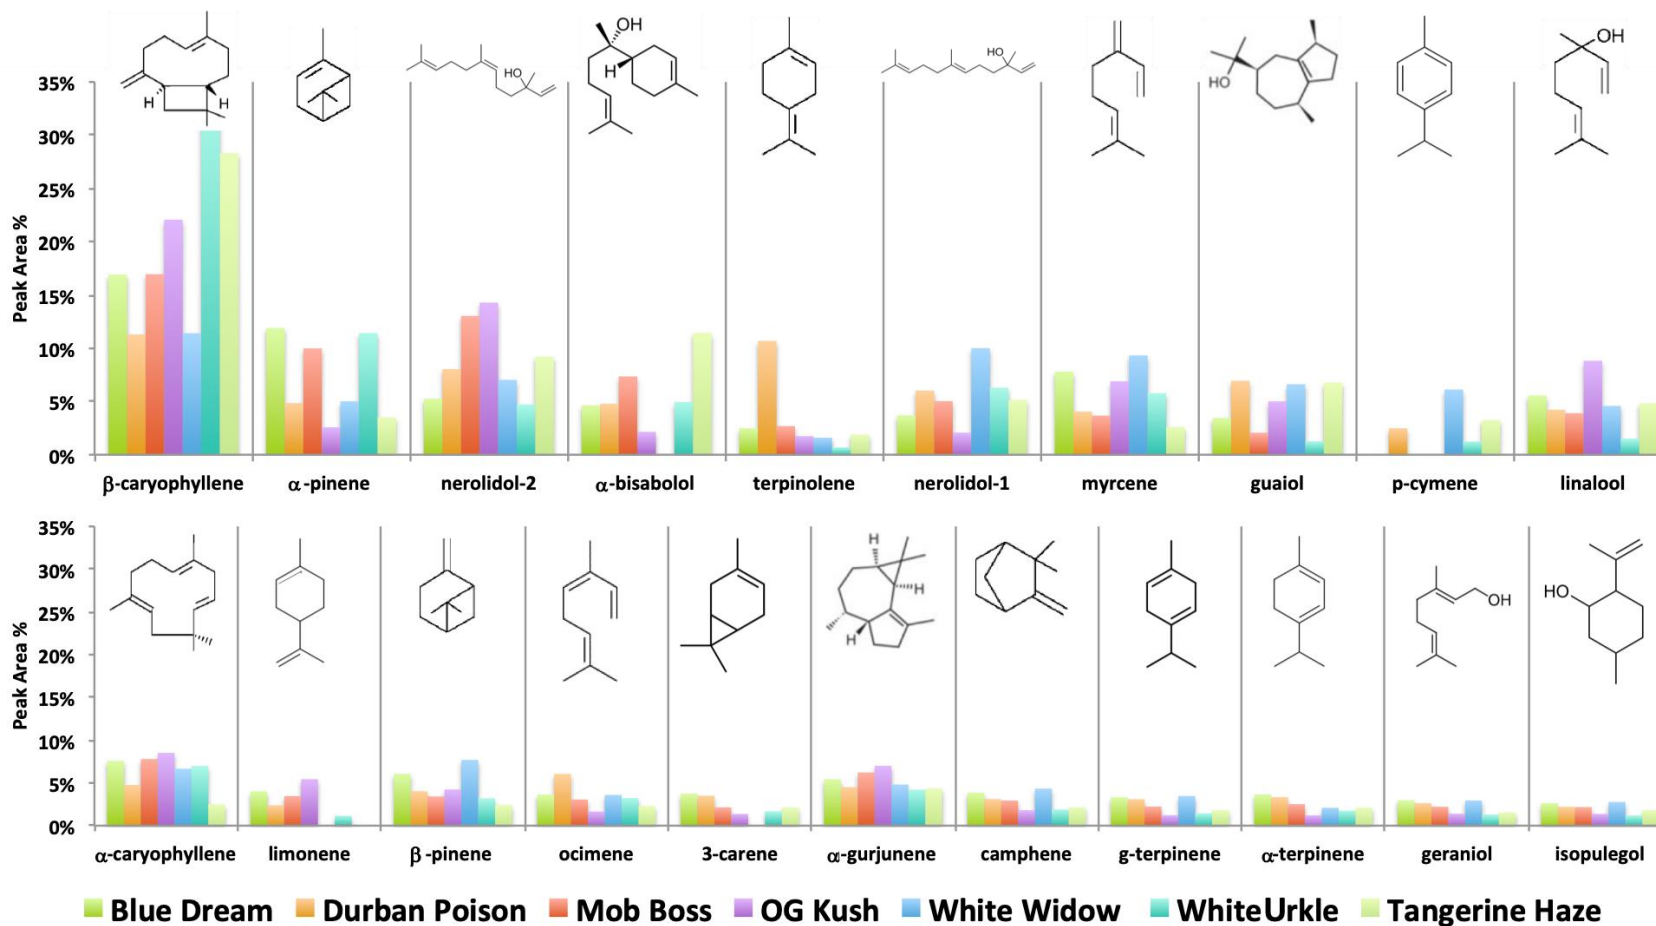 OH
HO
HO
HO
OH
H
H
H
35%
30%
25%
20%
15%
10%
5%
0%
Peak Area %
β-caryophyllene α-pinene nerolidol-2 α-bisabolol terpinolene nerolidol-1 myrcene guaiol p-cymene linalool
35%
30%
25%
20%
15%
10%
5%
0%
Peak Area %
H
H
H
OH
HO
α-caryophyllene limonene β-pinene ocimene 3-carene α-gurjunene camphene g-terpinene α-terpinene geraniol isopulegol
Blue Dream Durban Poison Mob Boss OG Kush White Widow WhiteUrkle Tangerine Haze